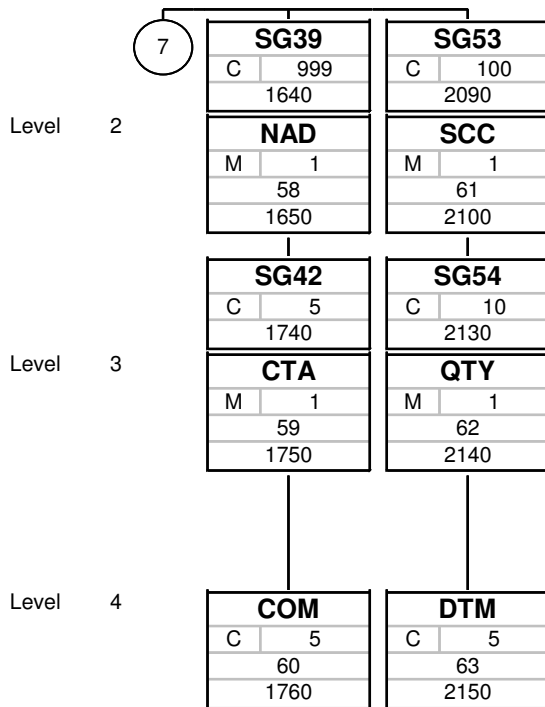 7
SG39 SG53
C 999 C 100
1640 2090
Level 2 NAD SCC
M 1 M 1
58 61
1650 2100
SG42 SG54
C 5 C 10
1740 2130
Level 3 CTA QTY
M 1 M 1
59 62
1750 2140
Level 4 COM DTM
C 5 C 5
60 63
1760 2150